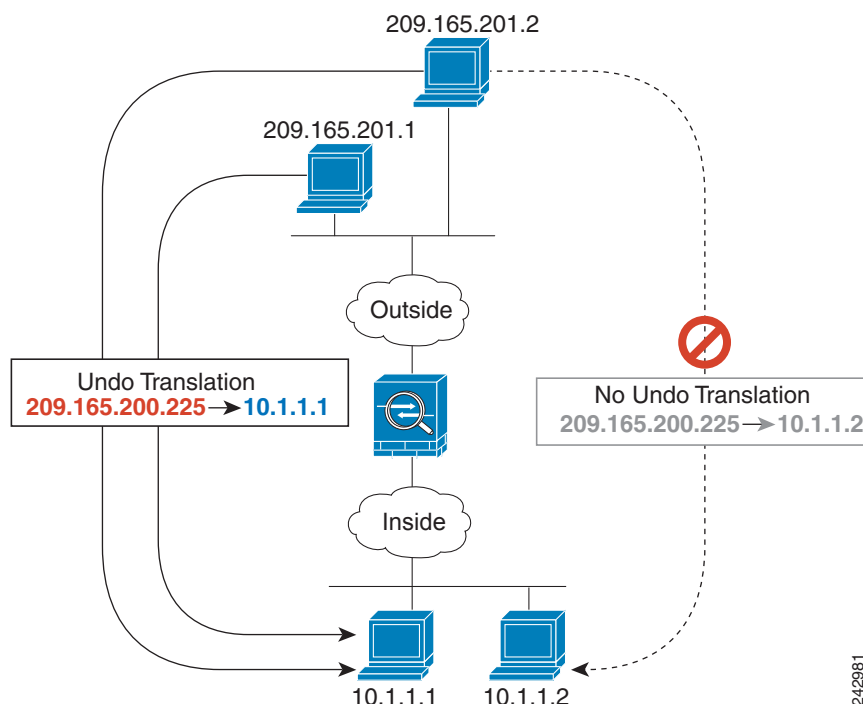 209.165.201.2
209.165.201.1
Outside
Undo Translation
209.165.200.225 → 10.1.1.1
No Undo Translation
209.165.200.225 → 10.1.1.2
Inside
10.1.1.1
10.1.1.2
242981